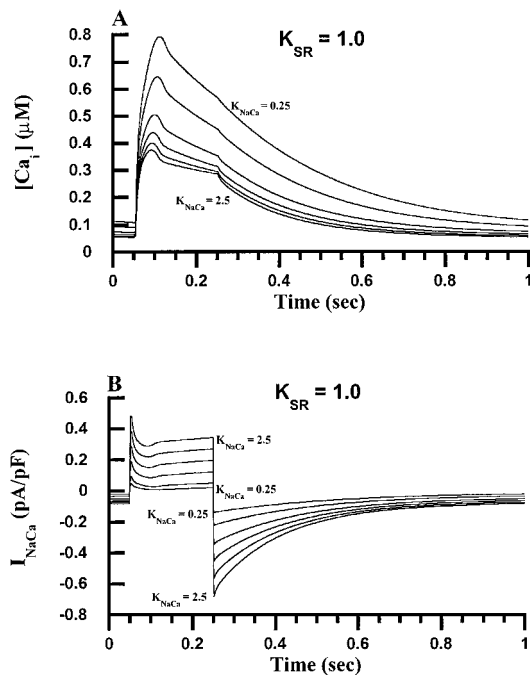 A
K_SR = 1.0
0.8
0.7
0.6
0.5
0.4
0.3
0.2
0.1
0
[Ca_i] (μM)
K_NaCa = 0.25
K_NaCa = 2.5
0 0.2 0.4 0.6 0.8 1
Time (sec)
B
K_SR = 1.0
0.6
0.4
0.2
0
-0.2
-0.4
-0.6
-0.8
I_NaCa (pA/pF)
K_NaCa = 2.5
K_NaCa = 0.25
K_NaCa = 0.25
K_NaCa = 2.5
0 0.2 0.4 0.6 0.8 1
Time (sec)